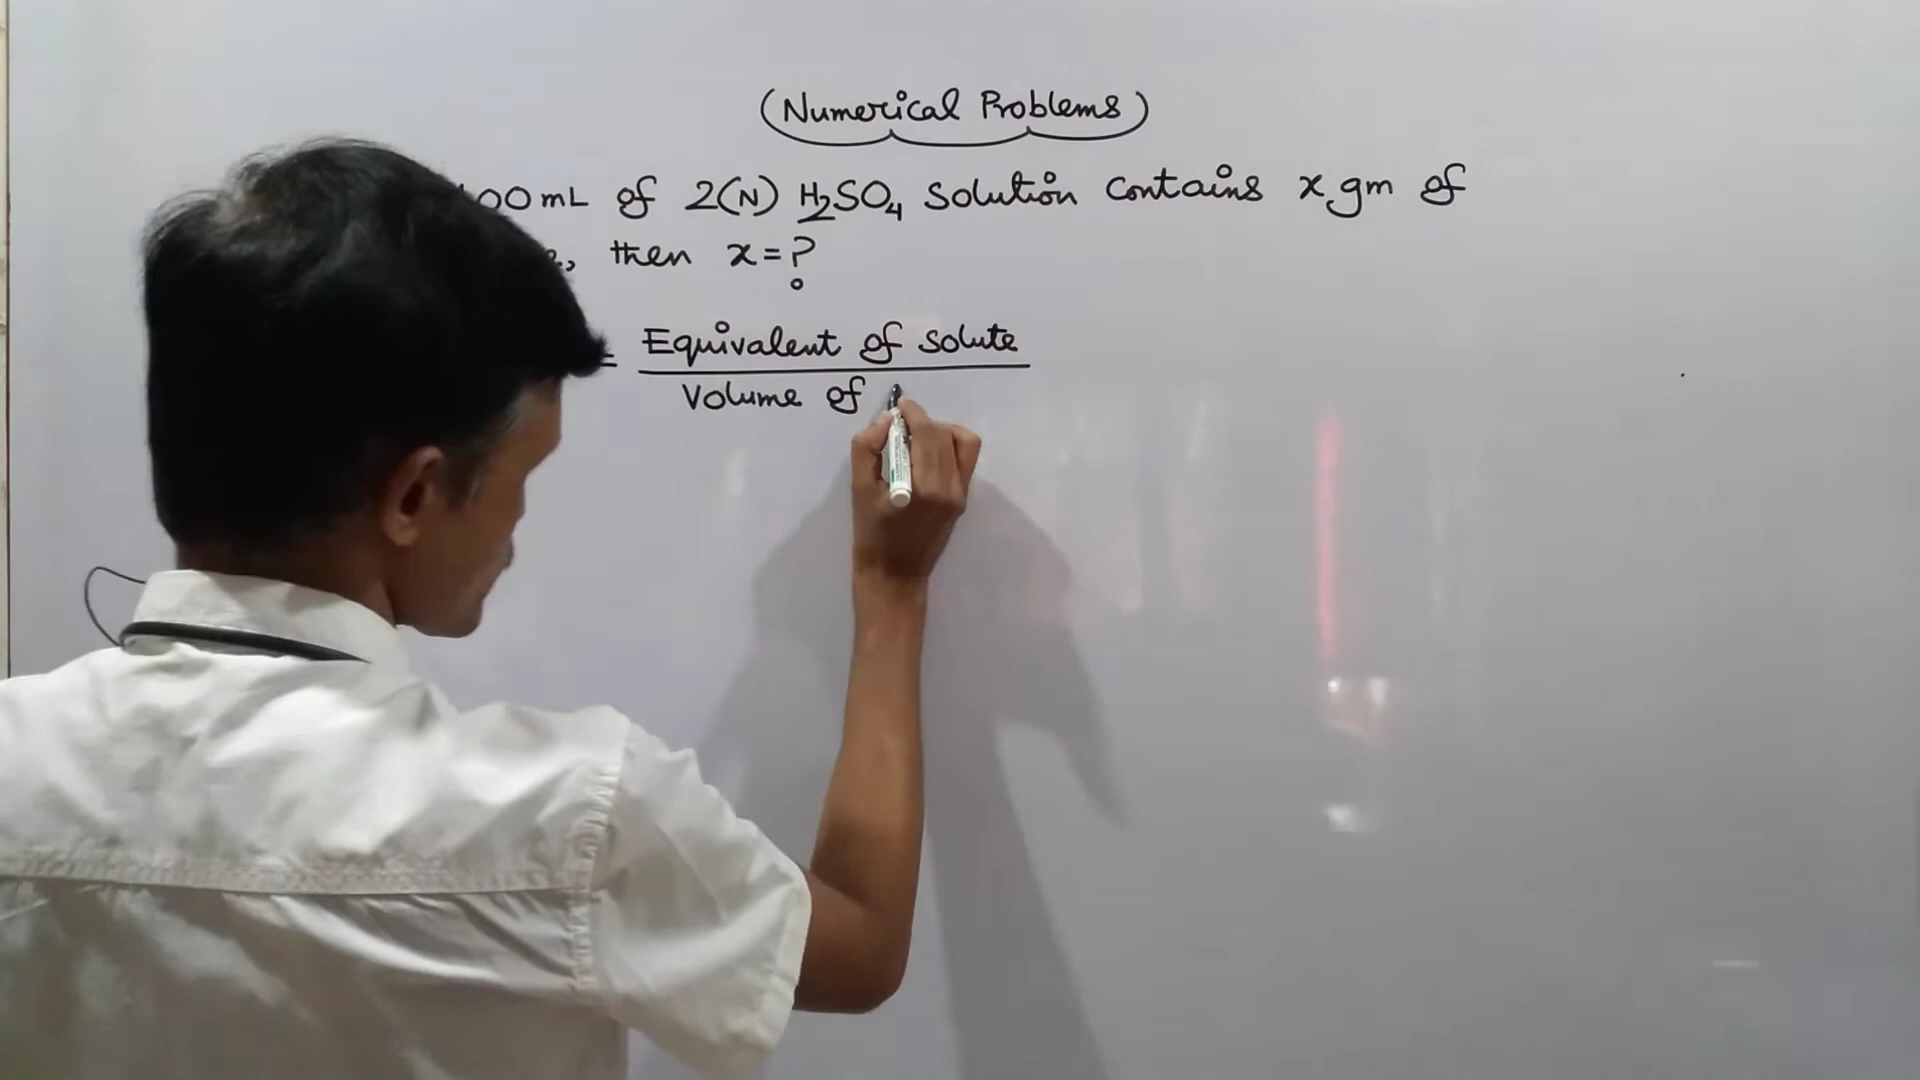 (Numerical Problems)
00 mL of 2(N) H2SO4 solution contains x gm of
then x = ?
= Equivalent of solute
Volume of